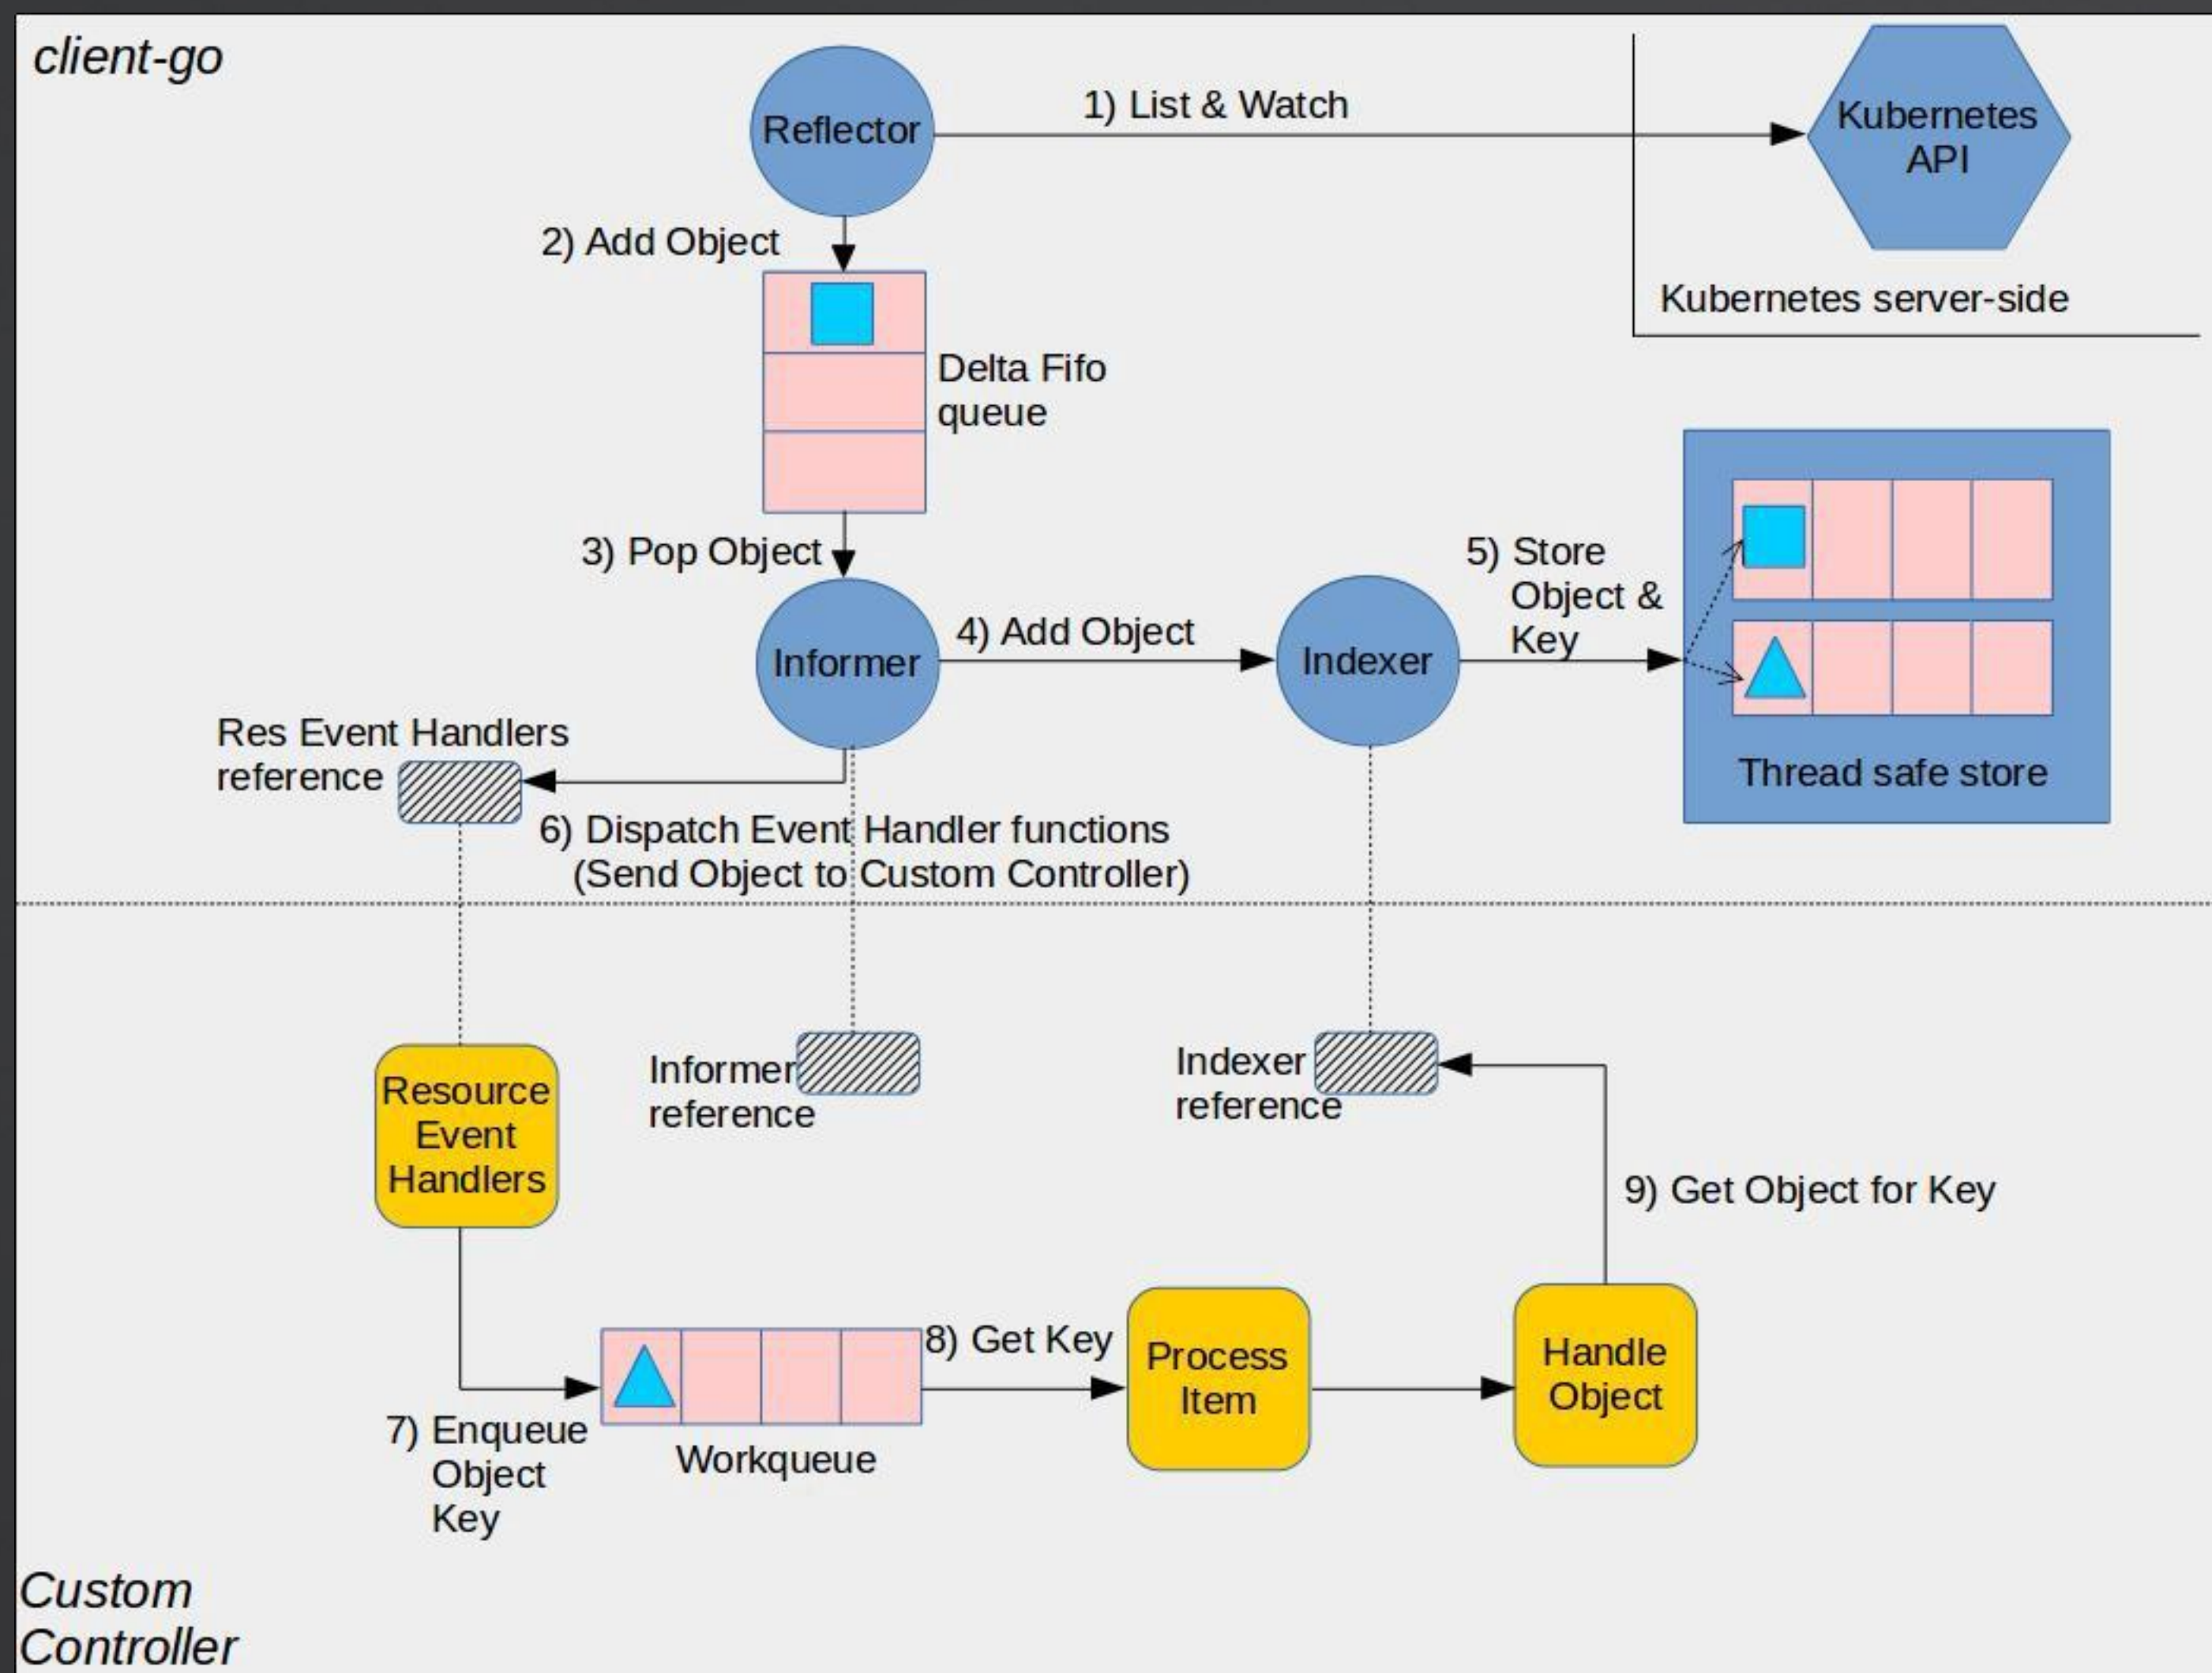 client-go
Reflector
1) List & Watch
Kubernetes
API
Kubernetes server-side
2) Add Object
Delta Fifo
queue
3) Pop Object
Informer
4) Add Object
Indexer
5) Store
Object &
Key
Thread safe store
Res Event Handlers
reference
6) Dispatch Event Handler functions
(Send Object to Custom Controller)
Resource
Event
Handlers
Informer
reference
Indexer
reference
9) Get Object for Key
7) Enqueue
Object
Key
Workqueue
8) Get Key
Process
Item
Handle
Object
Custom
Controller